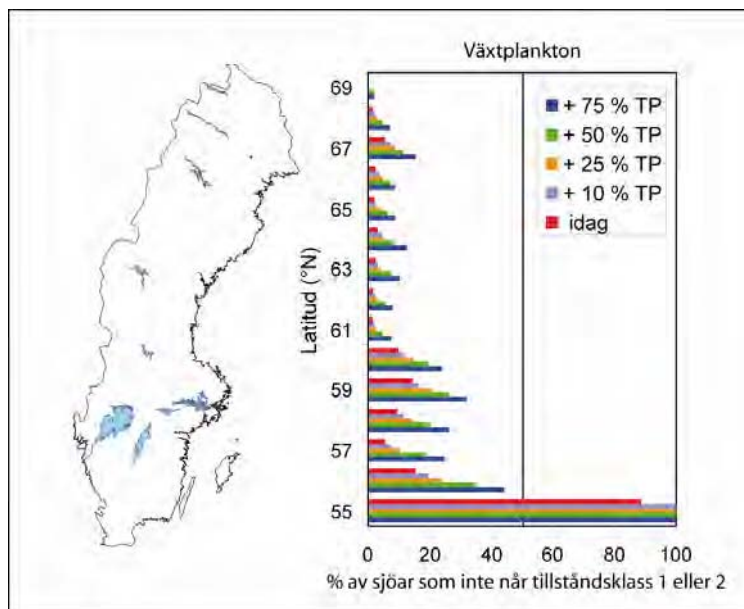 Växtplankton
69
67
65
63
61
59
57
55
Latitud (°N)
+ 75 % TP
+ 50 % TP
+ 25 % TP
+ 10 % TP
idag
0 20 40 60 80 100
% av sjöar som inte når tillståndsklass 1 eller 2